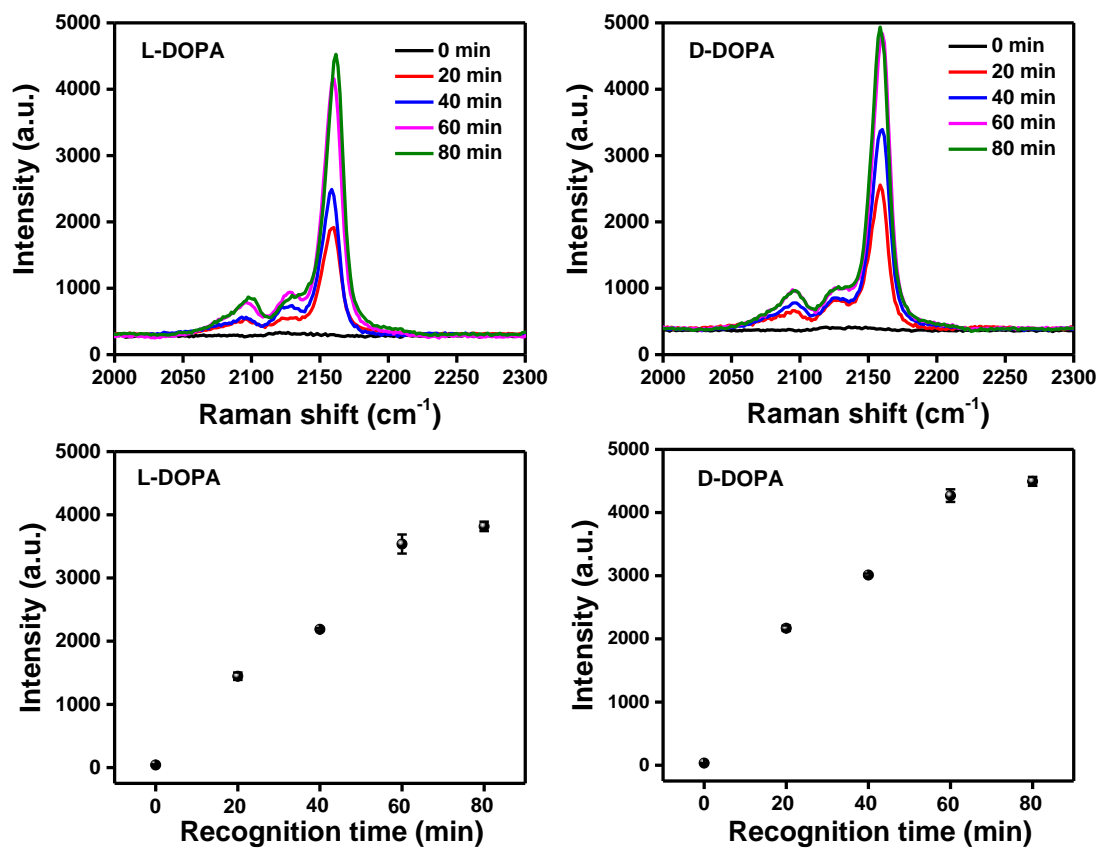 L-DOPA
0 min
20 min
40 min
60 min
80 min
5000
4000
3000
2000
1000
0
Intensity (a.u.)
2000 2050 2100 2150 2200 2250 2300
Raman shift (cm⁻¹)
D-DOPA
0 min
20 min
40 min
60 min
80 min
5000
4000
3000
2000
1000
0
Intensity (a.u.)
2000 2050 2100 2150 2200 2250 2300
Raman shift (cm⁻¹)
L-DOPA
5000
4000
3000
2000
1000
0
Intensity (a.u.)
0 20 40 60 80
Recognition time (min)
D-DOPA
5000
4000
3000
2000
1000
0
Intensity (a.u.)
0 20 40 60 80
Recognition time (min)